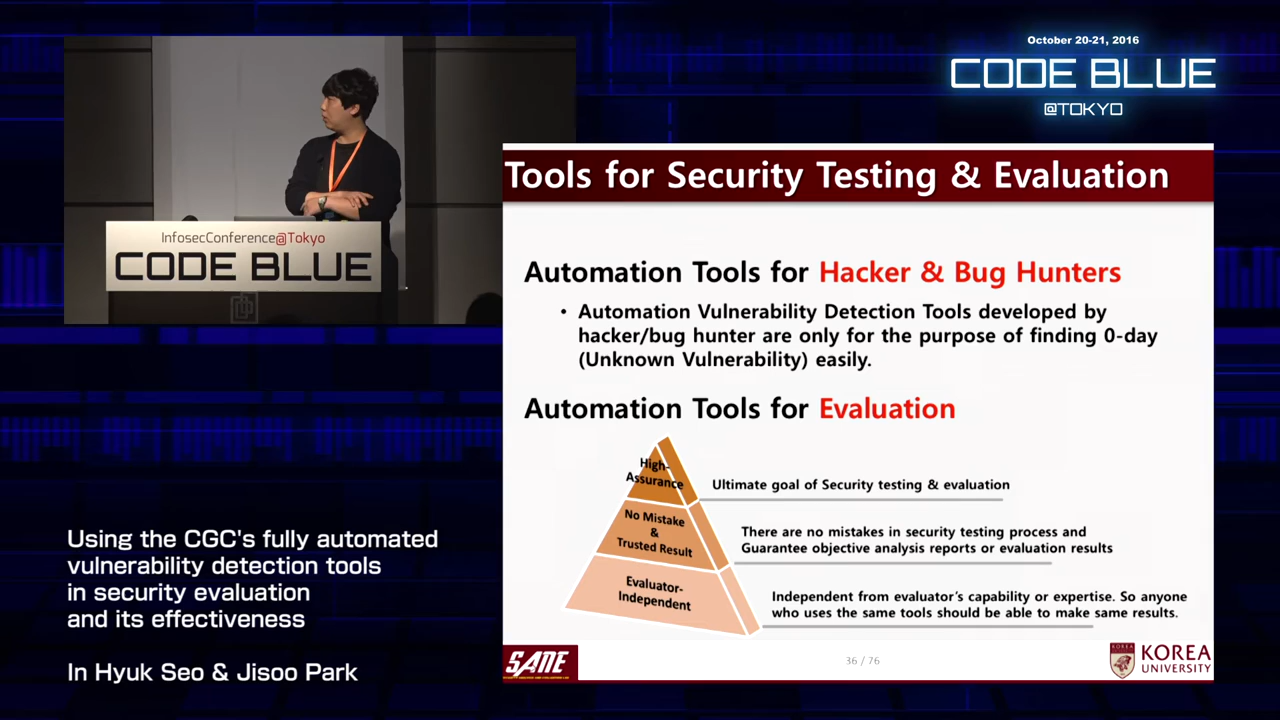 October 20-21, 2016
CODE BLUE
@TOKYO
InfosecConference@Tokyo
CODE BLUE
Tools for Security Testing & Evaluation
Automation Tools for Hacker & Bug Hunters
• Automation Vulnerability Detection Tools developed by
hacker/bug hunter are only for the purpose of finding 0-day
(Unknown Vulnerability) easily.
Automation Tools for Evaluation
High-
Assurance
Ultimate goal of Security testing & evaluation
No Mistake
&
Trusted Result
There are no mistakes in security testing process and
Guarantee objective analysis reports or evaluation results
Evaluator-
Independent
Independent from evaluator's capability or expertise. So anyone
who uses the same tools should be able to make same results.
Using the CGC's fully automated
vulnerability detection tools
in security evaluation
and its effectiveness
In Hyuk Seo & Jisoo Park
SANE
36 / 76
KOREA
UNIVERSITY